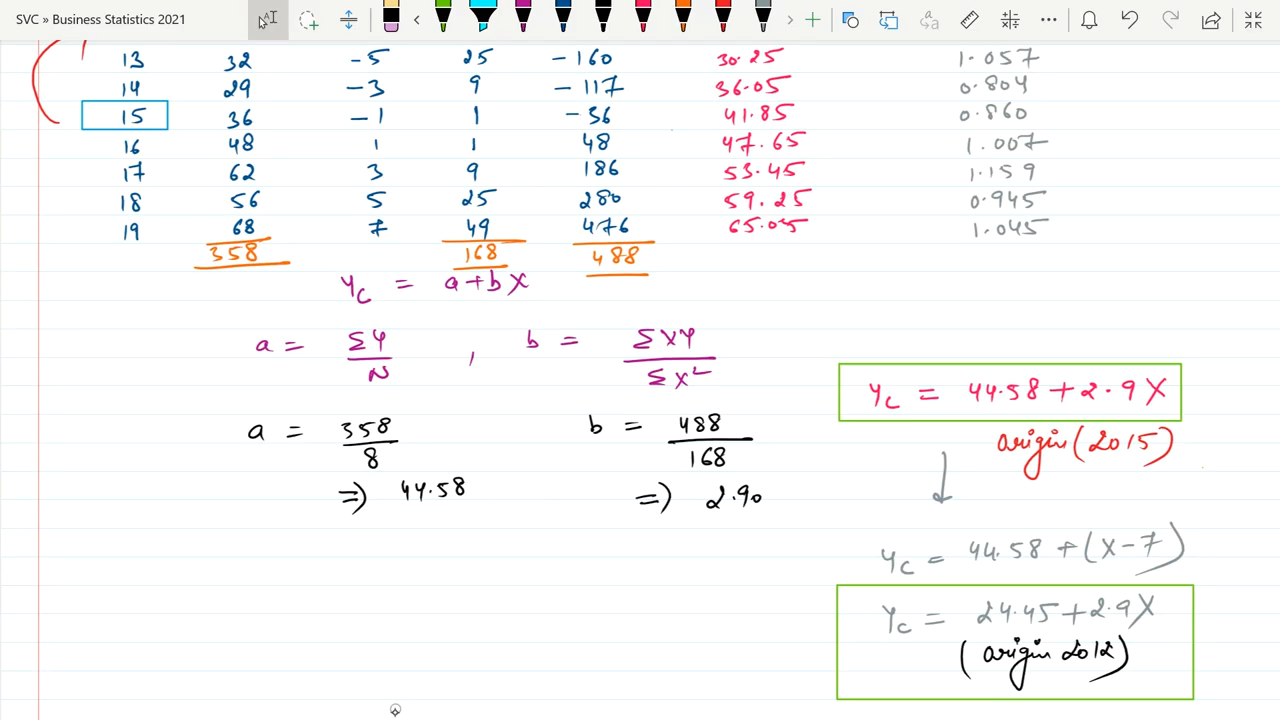 SVC » Business Statistics 2021
13 32 -5 25 -160 30.25 1.057
14 29 -3 9 -117 36.05 0.804
15 36 -1 1 -36 41.85 0.860
16 48 1 1 48 47.65 1.007
17 62 3 9 186 53.45 1.159
18 56 5 25 280 59.25 0.945
19 68 7 49 476 65.05 1.045
358 168 488
Yc = a+bX
a = ΣY/N , b = ΣXY/ΣX²
Yc = 44.58+2.9X
a = 358/8 b = 488/168
origin (2015)
=) 44.58 =) 2.90
↓
Yc = 44.58 + (X-7)
Yc = 24.45+2.9X
(origin 2012)